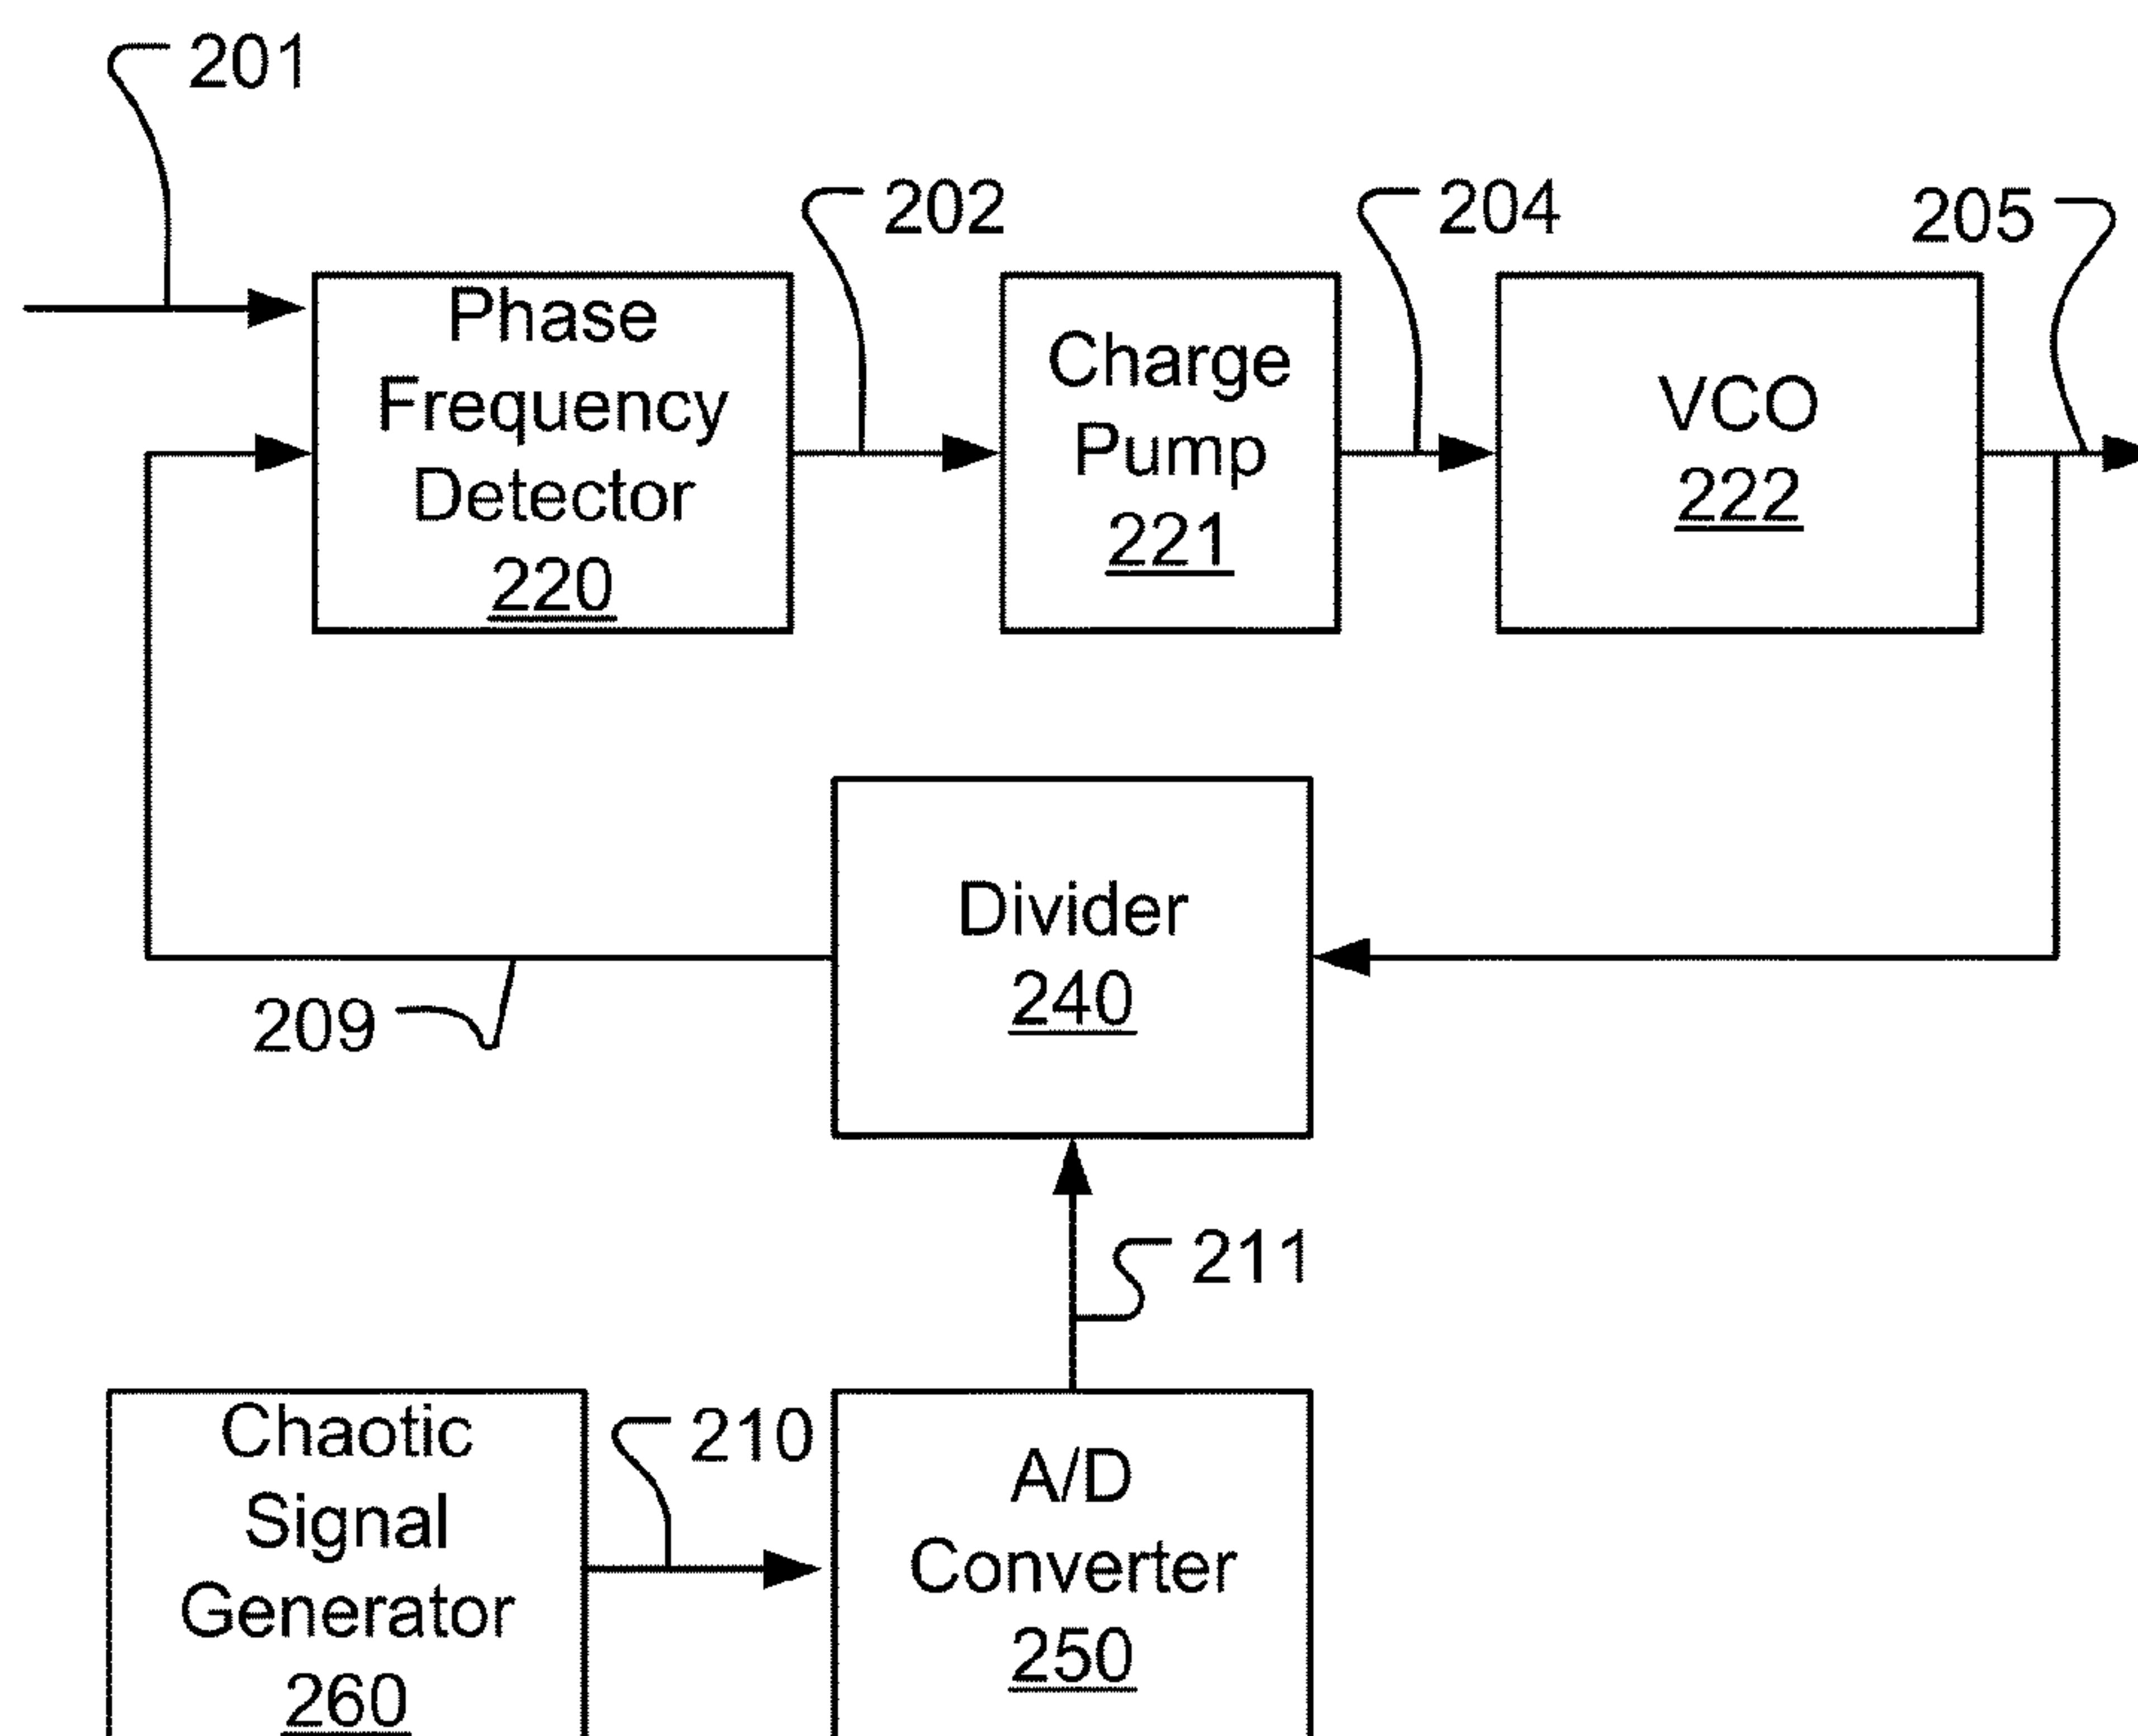 201
202
204
205
Phase
Frequency
Detector
220
Charge
Pump
221
VCO
222
Divider
240
209
211
Chaotic
Signal
Generator
260
210
A/D
Converter
250